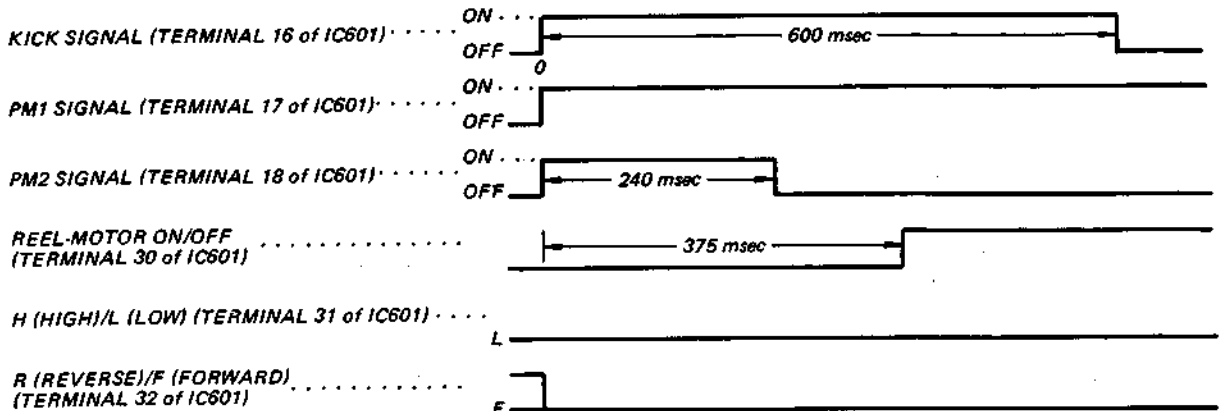 KICK SIGNAL (TERMINAL 16 of IC601) · · · · · ON · · ·
OFF
600 msec
0
PM1 SIGNAL (TERMINAL 17 of IC601) · · · · · · ON · · ·
OFF
PM2 SIGNAL (TERMINAL 18 of IC601) · · · · · · ON · · ·
OFF
240 msec
REEL-MOTOR ON/OFF · · · · · · · · · · · · ·
(TERMINAL 30 of IC601)
375 msec
H (HIGH)/L (LOW) (TERMINAL 31 of IC601) · · · ·
L
R (REVERSE)/F (FORWARD) · · · · · · · · · · ·
(TERMINAL 32 of IC601)
F